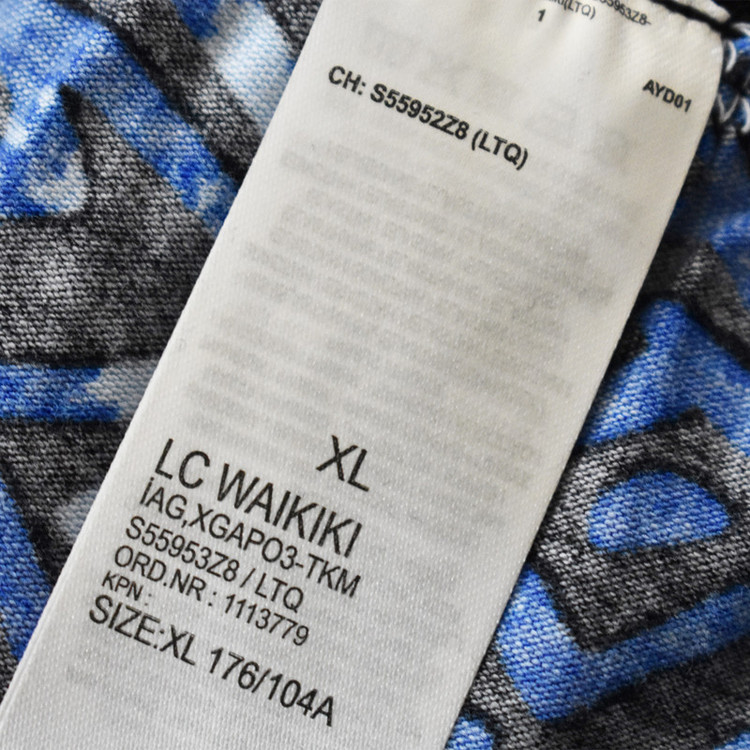 1
AYD01
CH: S55952Z8 (LTQ)
XL
LC WAIKIKI
İAG,XGAPO3-TKM
S55953Z8 / LTQ
ORD.NR : 1113779
KPN :
SIZE:XL 176/104A